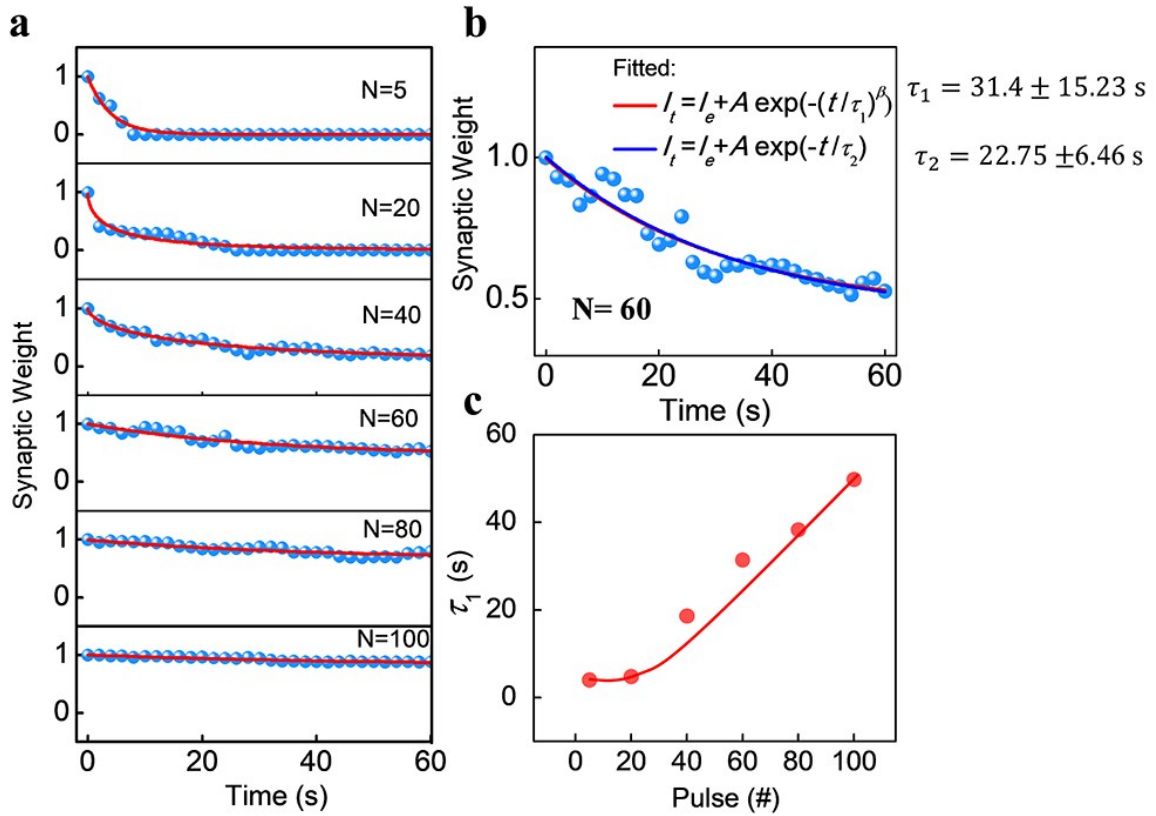 a
Synaptic Weight
1
0
N=5
1
0
N=20
1
0
N=40
1
0
N=60
1
0
N=80
1
0
N=100
0 20 40 60
Time (s)
b
Synaptic Weight
1.0
0.5
Fitted:
I_t=I_e+A exp(-(t/τ_1)^β)
I_t=I_e+A exp(-t/τ_2)
N= 60
0 20 40 60
Time (s)
τ_1 = 31.4 ± 15.23 s
τ_2 = 22.75 ±6.46 s
c
τ_1 (s)
60
40
20
0
0 20 40 60 80 100
Pulse (#)